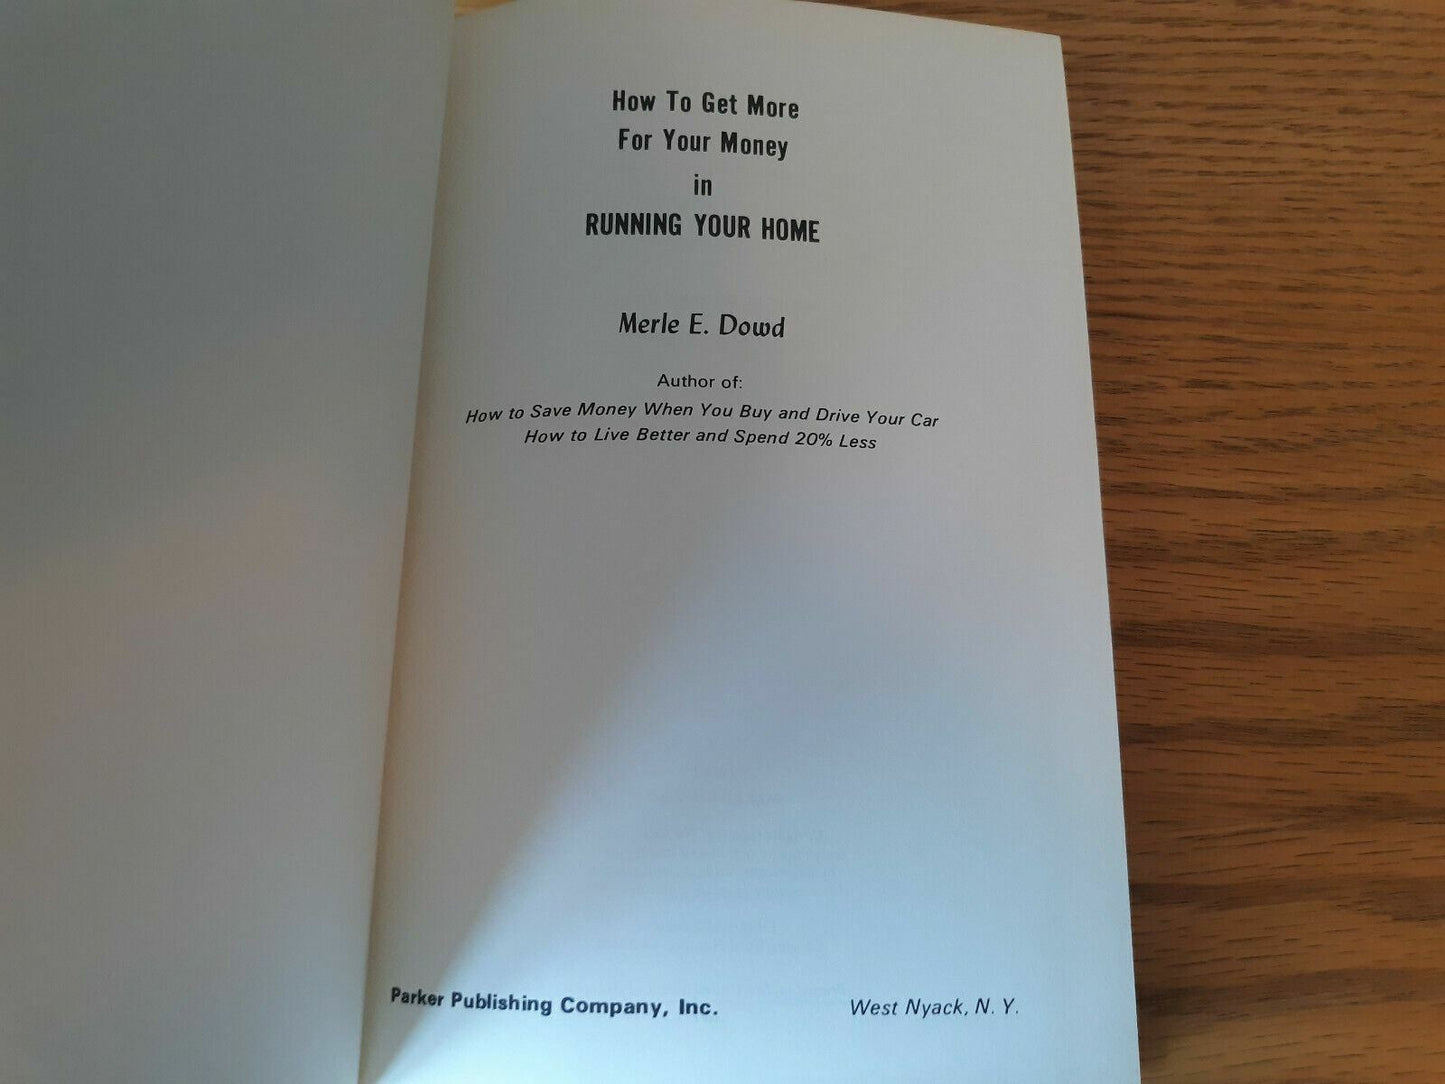 How To Get More
For Your Money
in
RUNNING YOUR HOME
Merle E. Dowd
Author of:
How to Save Money When You Buy and Drive Your Car
How to Live Better and Spend 20% Less
Parker Publishing Company, Inc. West Nyack, N. Y.